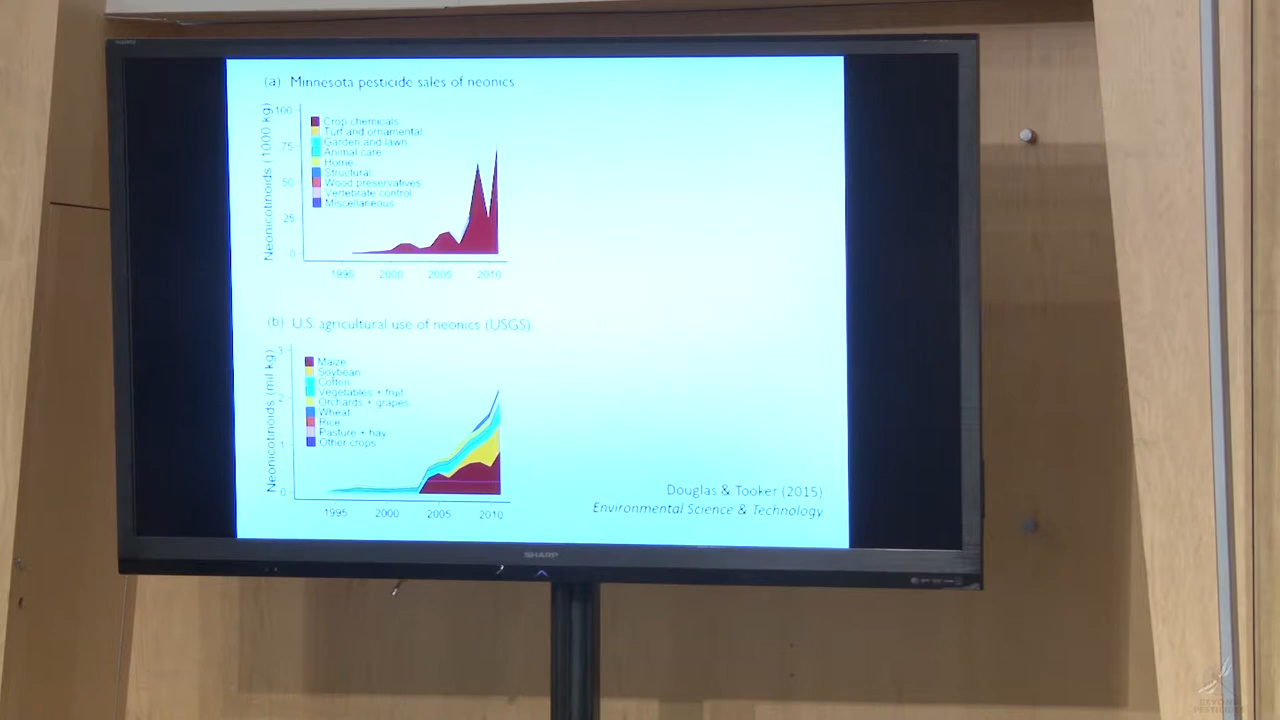 (a) Minnesota pesticide sales of neonics
Neonicotinoids (1000 kg)
100
75
50
25
0
Crop chemicals
Turf and ornamental
Garden and lawn
Animal care
Home
Structural
Wood preservatives
Vertebrate control
Miscellaneous
1995 2000 2005 2010
(b) U.S. agricultural use of neonics (USGS)
Neonicotinoids (mil kg)
3
2
1
0
Maize
Soybean
Cotton
Vegetables + fruit
Orchards + grapes
Wheat
Rice
Pasture + hay
Other crops
1995 2000 2005 2010
Douglas & Tooker (2015)
Environmental Science & Technology
SHARP
BEYOND
PESTICIDES